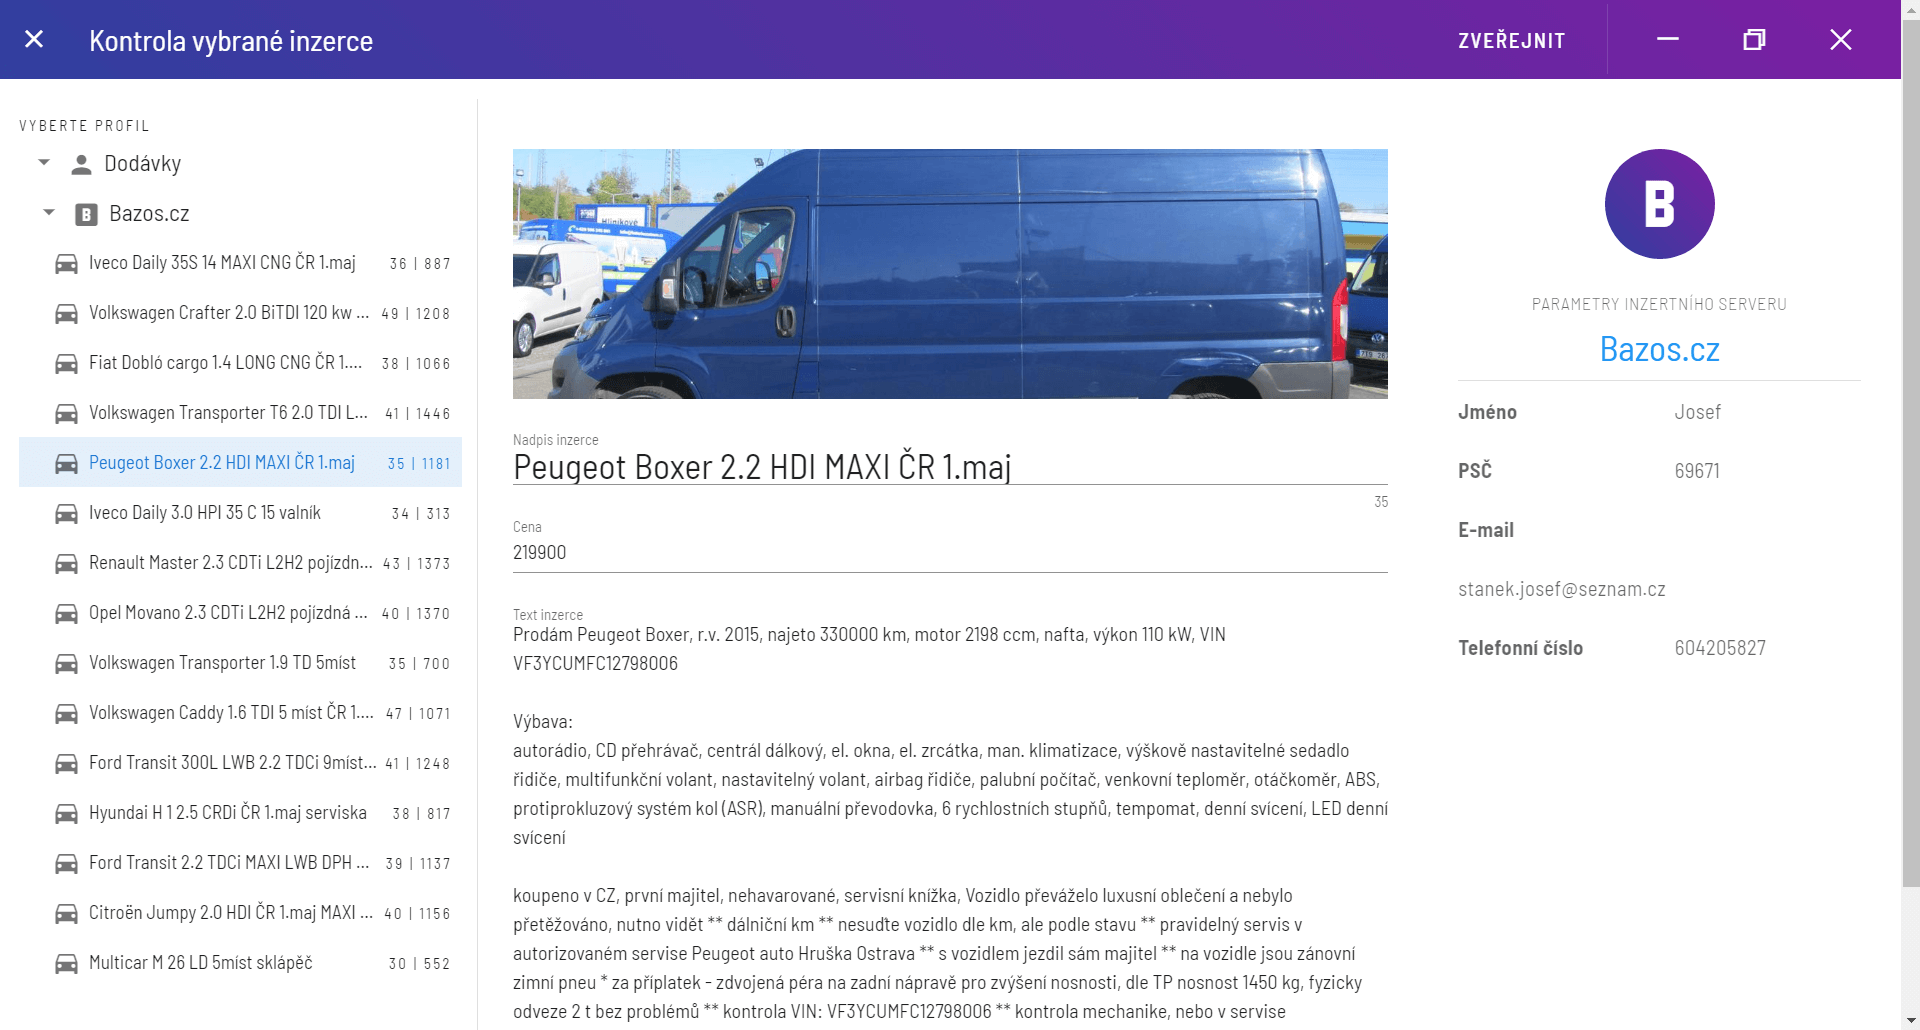 Kontrola vybrané inzerce
ZVEŘEJNIT
VYBERTE PROFIL
Dodávky
B Bazos.cz
Iveco Daily 35S 14 MAXI CNG ČR 1.maj 36 | 887
Volkswagen Crafter 2.0 BiTDI 120 kw ... 49 | 1208
Fiat Dobló cargo 1.4 LONG CNG ČR 1.... 38 | 1066
Volkswagen Transporter T6 2.0 TDI L... 41 | 1446
Peugeot Boxer 2.2 HDI MAXI ČR 1.maj 35 | 1181
Iveco Daily 3.0 HPI 35 C 15 valník 34 | 313
Renault Master 2.3 CDTi L2H2 pojízdn... 43 | 1373
Opel Movano 2.3 CDTi L2H2 pojízdná ... 40 | 1370
Volkswagen Transporter 1.9 TD 5míst 35 | 700
Volkswagen Caddy 1.6 TDI 5 míst ČR 1.... 47 | 1071
Ford Transit 300L LWB 2.2 TDCi 9míst... 41 | 1248
Hyundai H 1 2.5 CRDi ČR 1.maj serviska 38 | 817
Ford Transit 2.2 TDCi MAXI LWB DPH ... 39 | 1137
Citroën Jumpy 2.0 HDI ČR 1.maj MAXI ... 40 | 1156
Multicar M 26 LD 5míst sklápěč 30 | 552
Hliníkové
Nadpis inzerce
Peugeot Boxer 2.2 HDI MAXI ČR 1.maj
35
Cena
219900
Text inzerce
Prodám Peugeot Boxer, r.v. 2015, najeto 330000 km, motor 2198 ccm, nafta, výkon 110 kW, VIN
VF3YCUMFC12798006
Výbava:
autorádio, CD přehrávač, centrál dálkový, el. okna, el. zrcátka, man. klimatizace, výškově nastavitelné sedadlo
řidiče, multifunkční volant, nastavitelný volant, airbag řidiče, palubní počítač, venkovní teploměr, otáčkoměr, ABS,
protiprokluzový systém kol (ASR), manuální převodovka, 6 rychlostních stupňů, tempomat, denní svícení, LED denní
svícení
koupeno v CZ, první majitel, nehavarované, servisní knížka, Vozidlo převáželo luxusní oblečení a nebylo
přetěžováno, nutno vidět ** dálniční km ** nesuďte vozidlo dle km, ale podle stavu ** pravidelný servis v
autorizovaném servise Peugeot auto Hruška Ostrava ** s vozidlem jezdil sám majitel ** na vozidle jsou zánovní
zimní pneu * za příplatek - zdvojená péra na zadní nápravě pro zvýšení nosnosti, dle TP nosnost 1450 kg, fyzicky
odveze 2 t bez problémů ** kontrola VIN: VF3YCUMFC12798006 ** kontrola mechanike, nebo v servise
B
PARAMETRY INZERTNÍHO SERVERU
Bazos.cz
Jméno Josef
PSČ 69671
E-mail
stanek.josef@seznam.cz
Telefonní číslo 604205827